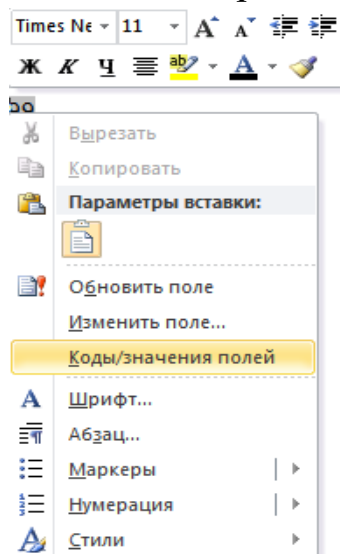 Times Ne 11 A A
Ж К Ч ab A
Вырезать
Копировать
Параметры вставки:
Обновить поле
Изменить поле...
Коды/значения полей
А Шрифт...
Абзац...
Маркеры
Нумерация
Стили